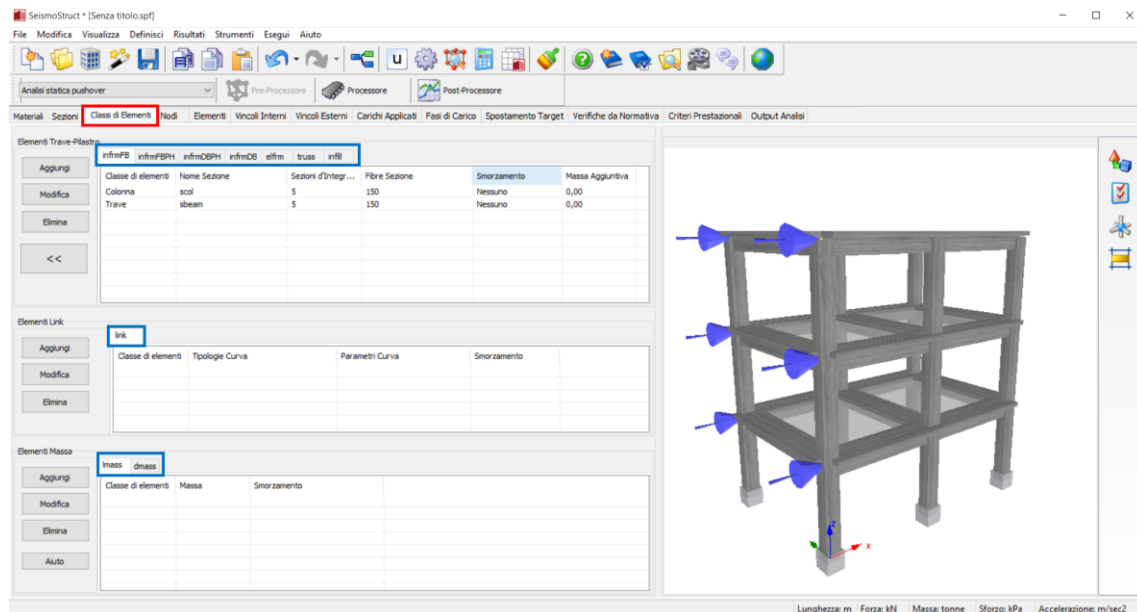 SeismoStruct * [Senza titolo.spf]
File Modifica Visualizza Definisci Risultati Strumenti Esegui Aiuto
u
Analisi statica pushover Pre-Processore Processore Post-Processore
Materiali Sezioni Classi di Elementi Nodi Elementi Vincoli Interni Vincoli Esterni Carichi Applicati Fasi di Carico Spostamento Target Verifiche da Normativa Criteri Prestazionali Output Analisi
Elementi Trave-Pilastro
infrmFB infrmFBPH infrmDBPH infrmDB elfrm truss infill
Aggiungi
Modifica
Elimina
<<
Classe di elementi Nome Sezione Sezioni d'Integr... Fibre Sezione Smorzamento Massa Aggiuntiva
Colonna scol 5 150 Nessuno 0,00
Trave sbeam 5 150 Nessuno 0,00
Elementi Link
link
Aggiungi
Modifica
Elimina
Classe di elementi Tipologie Curva Parametri Curva Smorzamento
Elementi Massa
lmass dmass
Aggiungi
Modifica
Elimina
Aiuto
Classe di elementi Massa Smorzamento
z
x
Lunghezza: m Forza: kN Massa: tonne Sforzo: kPa Accelerazione: m/sec2